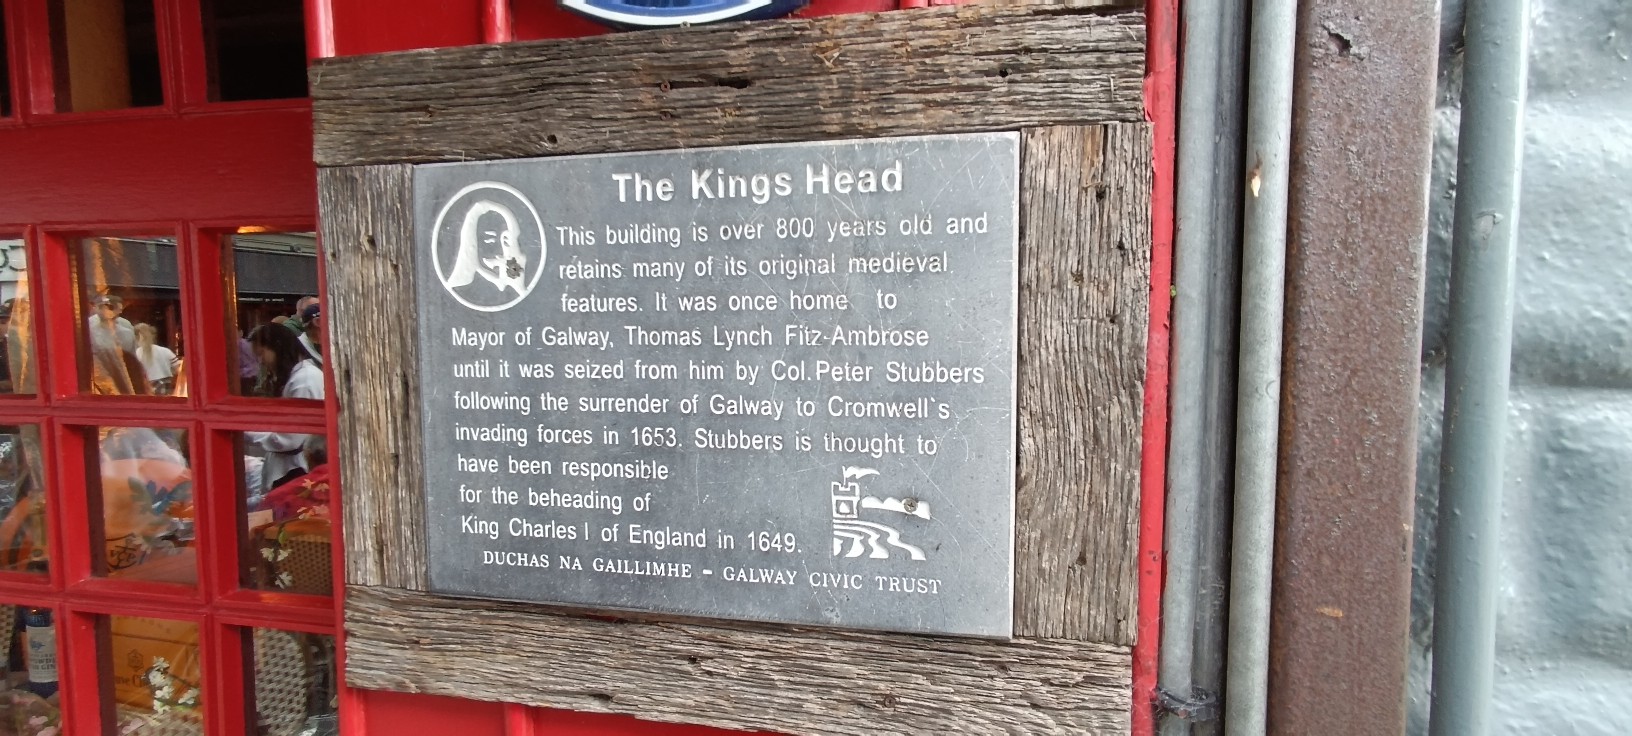 The Kings Head
This building is over 800 years old and
retains many of its original medieval
features. It was once home to
Mayor of Galway, Thomas Lynch Fitz-Ambrose
until it was seized from him by Col. Peter Stubbers
following the surrender of Galway to Cromwell`s
invading forces in 1653. Stubbers is thought to
have been responsible
for the beheading of
King Charles I of England in 1649.
DUCHAS NA GAILLIMHE - GALWAY CIVIC TRUST